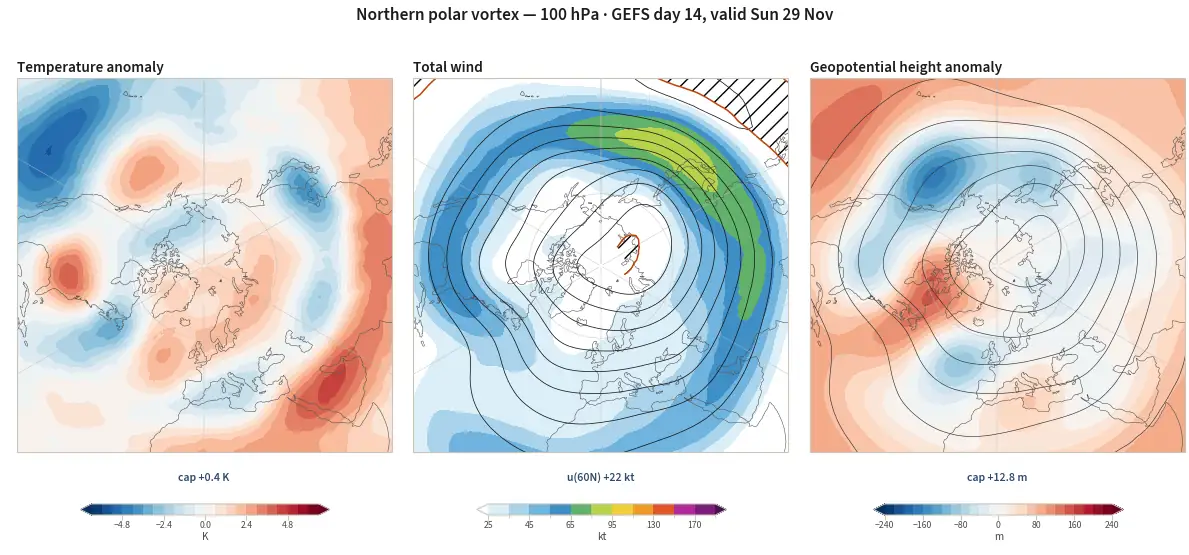 Northern polar vortex — 100 hPa · GEFS day 14, valid Sun 29 Nov
Temperature anomaly
Total wind
Geopotential height anomaly
cap +0.4 K
u(60N) +22 kt
cap +12.8 m
−4.8 −2.4 0.0 2.4 4.8
K
25 45 65 95 130 170
kt
−240 −160 −80 0 80 160 240
m